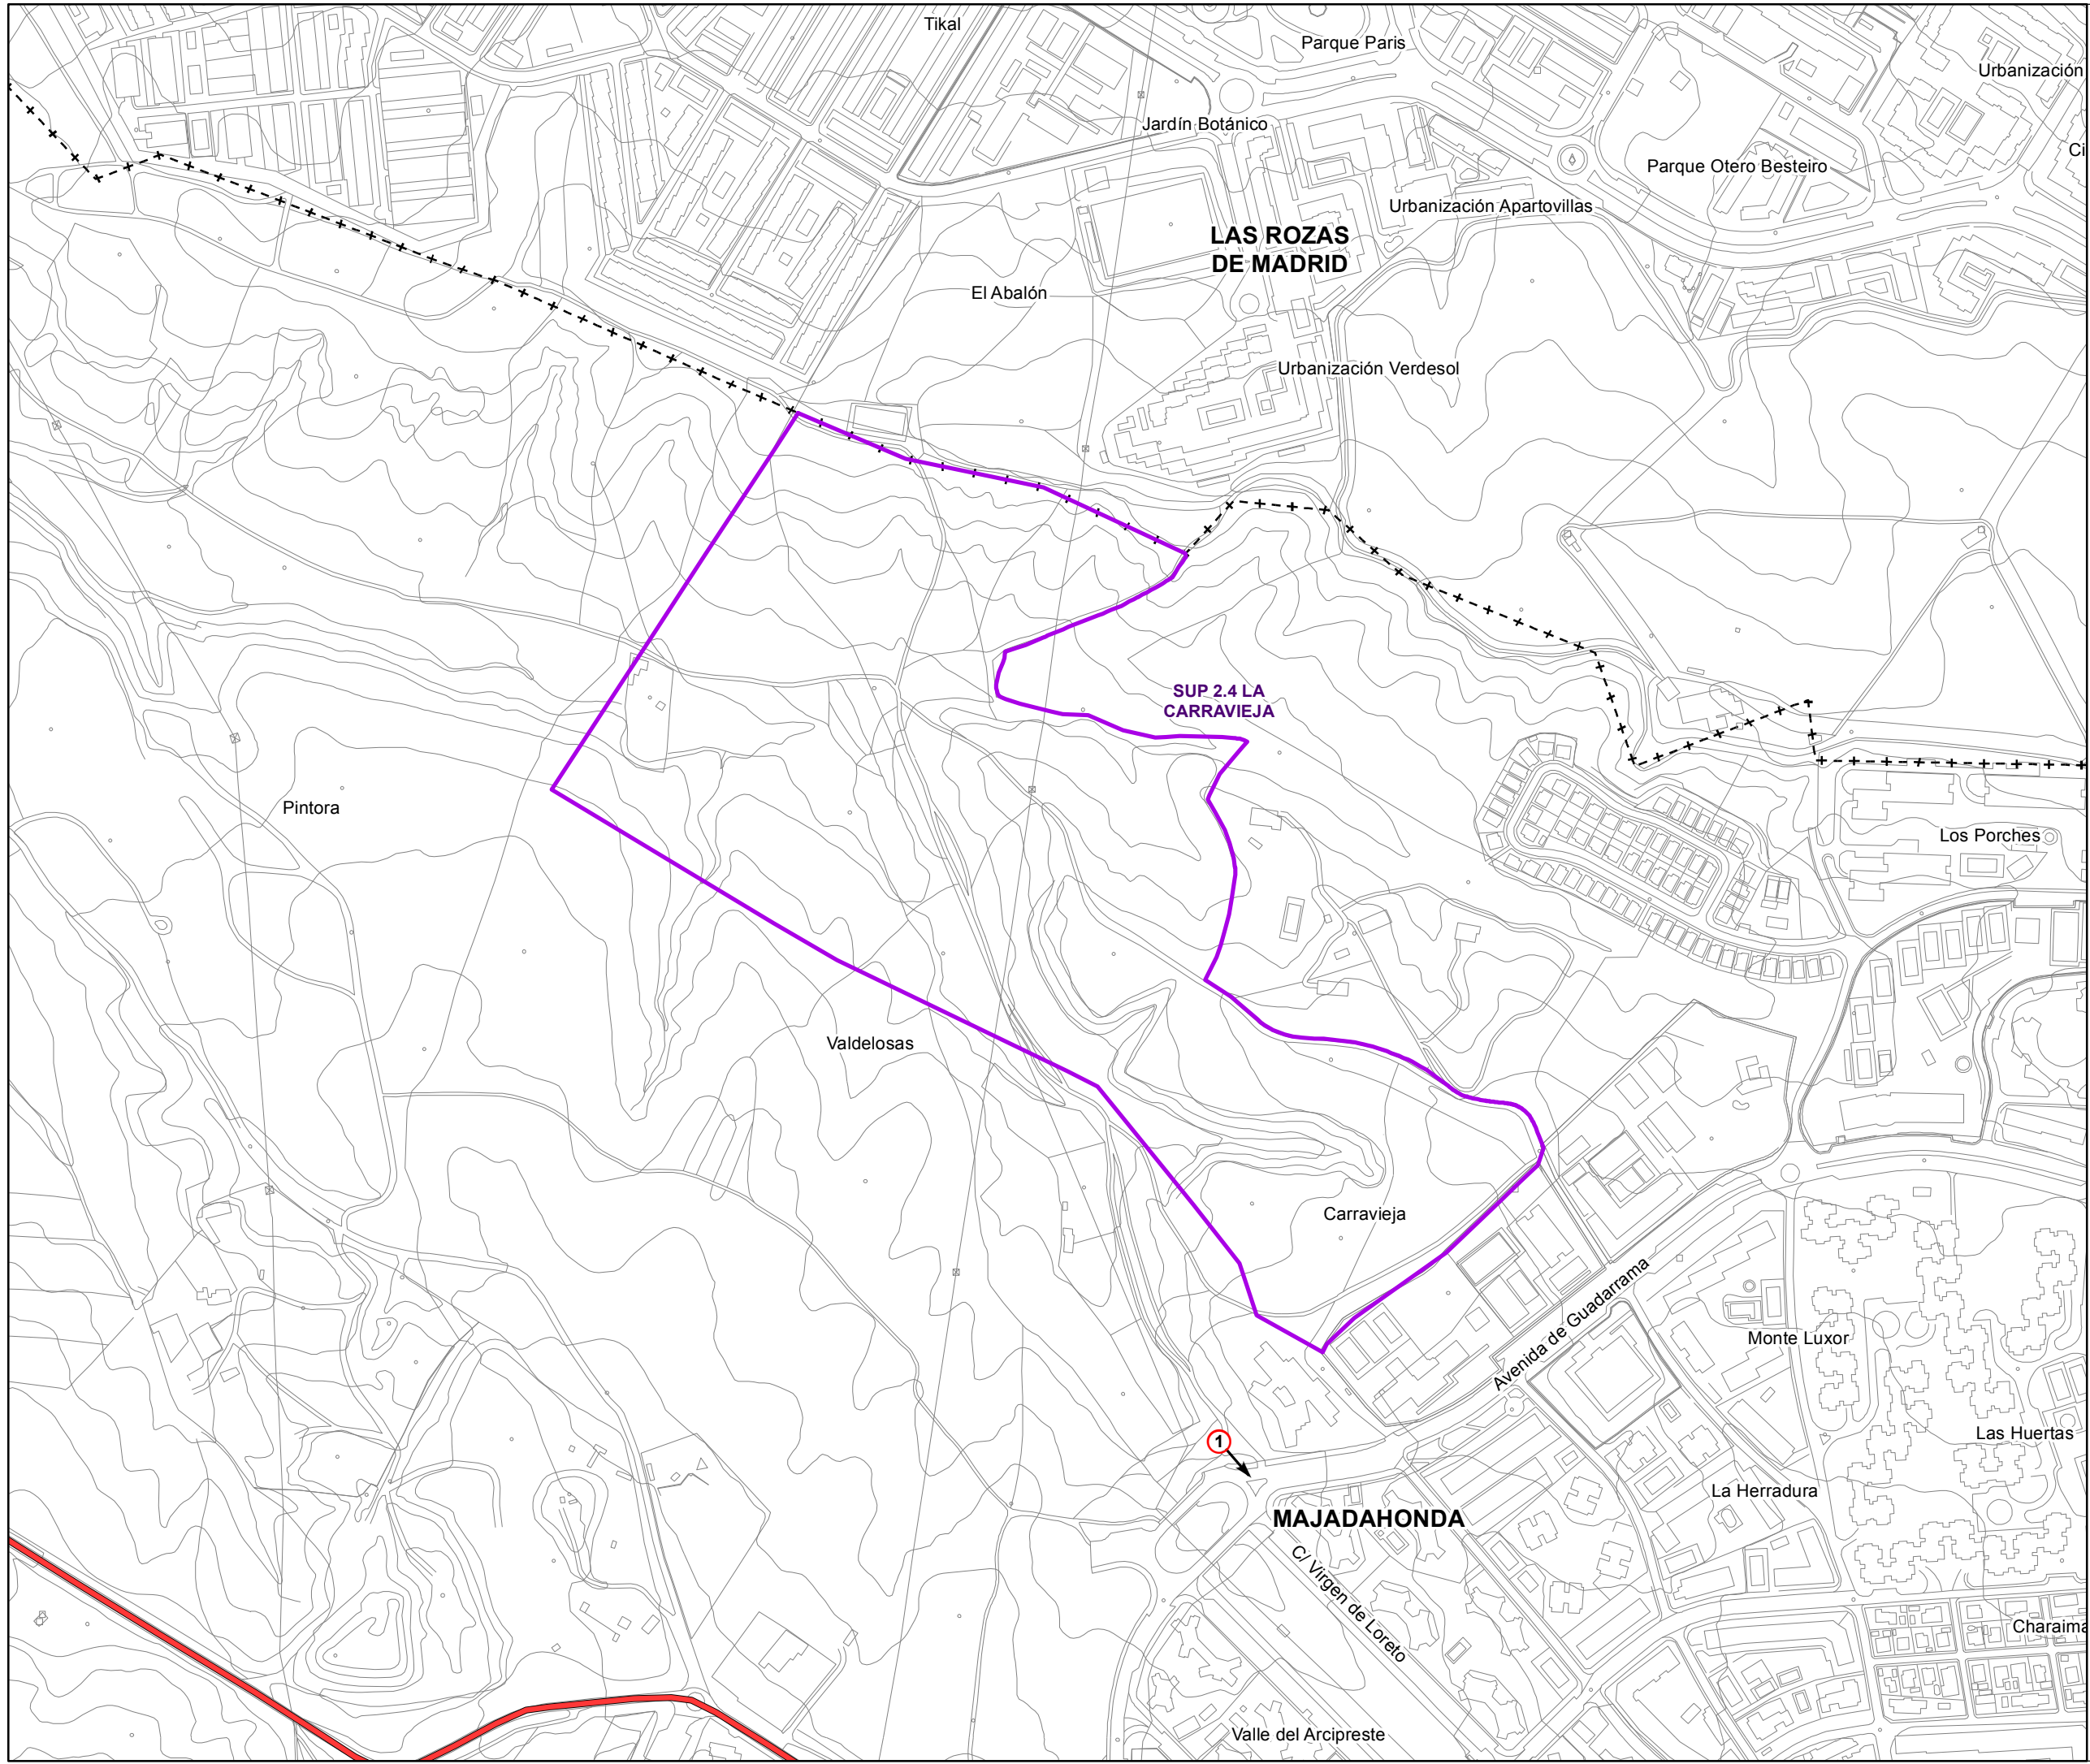 Tikal
Parque Paris
Urbanización
Jardín Botánico
Ci
Parque Otero Besteiro
Urbanización Apartovillas
LAS ROZAS
DE MADRID
El Abalón
Urbanización Verdesol
SUP 2.4 LA
CARRAVIEJA
Pintora
Los Porches
Valdelosas
Carravieja
Avenida de Guadarrama
Monte Luxor
Las Huertas
1
La Herradura
MAJADAHONDA
C/ Virgen de Loreto
Charaima
Valle del Arcipreste